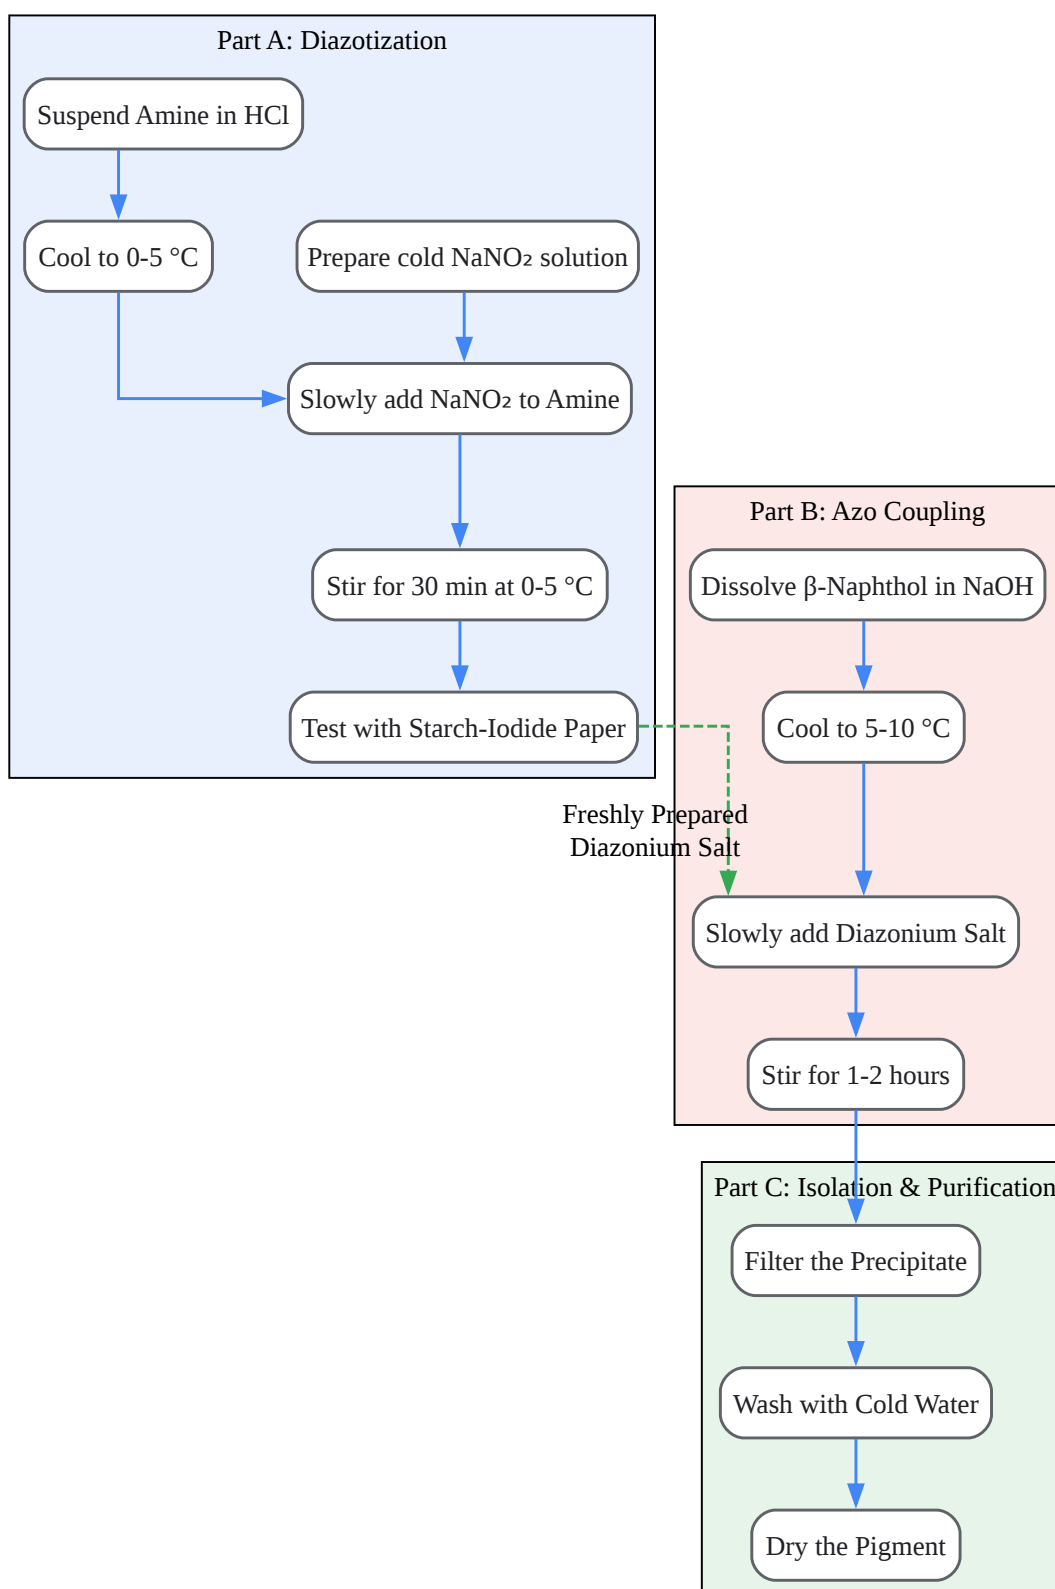 Part A: Diazotization
Suspend Amine in HCl
Cool to 0-5 °C
Prepare cold NaNO₂ solution
Slowly add NaNO₂ to Amine
Stir for 30 min at 0-5 °C
Test with Starch-Iodide Paper
Freshly Prepared
Diazonium Salt
Part B: Azo Coupling
Dissolve β-Naphthol in NaOH
Cool to 5-10 °C
Slowly add Diazonium Salt
Stir for 1-2 hours
Part C: Isolation & Purification
Filter the Precipitate
Wash with Cold Water
Dry the Pigment